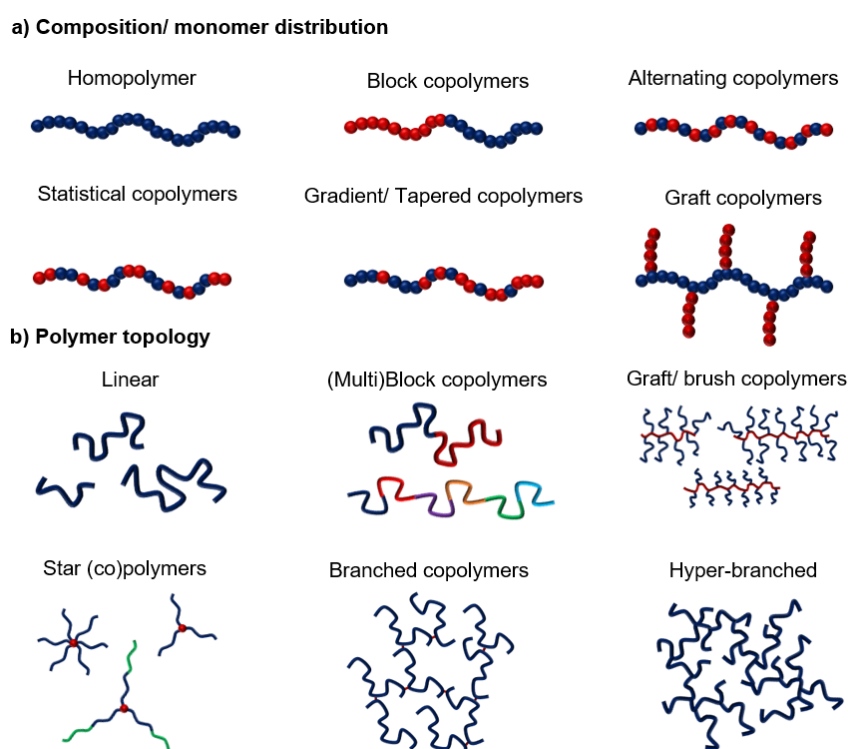 a) Composition/ monomer distribution
Homopolymer
Block copolymers
Alternating copolymers
Statistical copolymers
Gradient/ Tapered copolymers
Graft copolymers
b) Polymer topology
Linear
(Multi)Block copolymers
Graft/ brush copolymers
Star (co)polymers
Branched copolymers
Hyper-branched